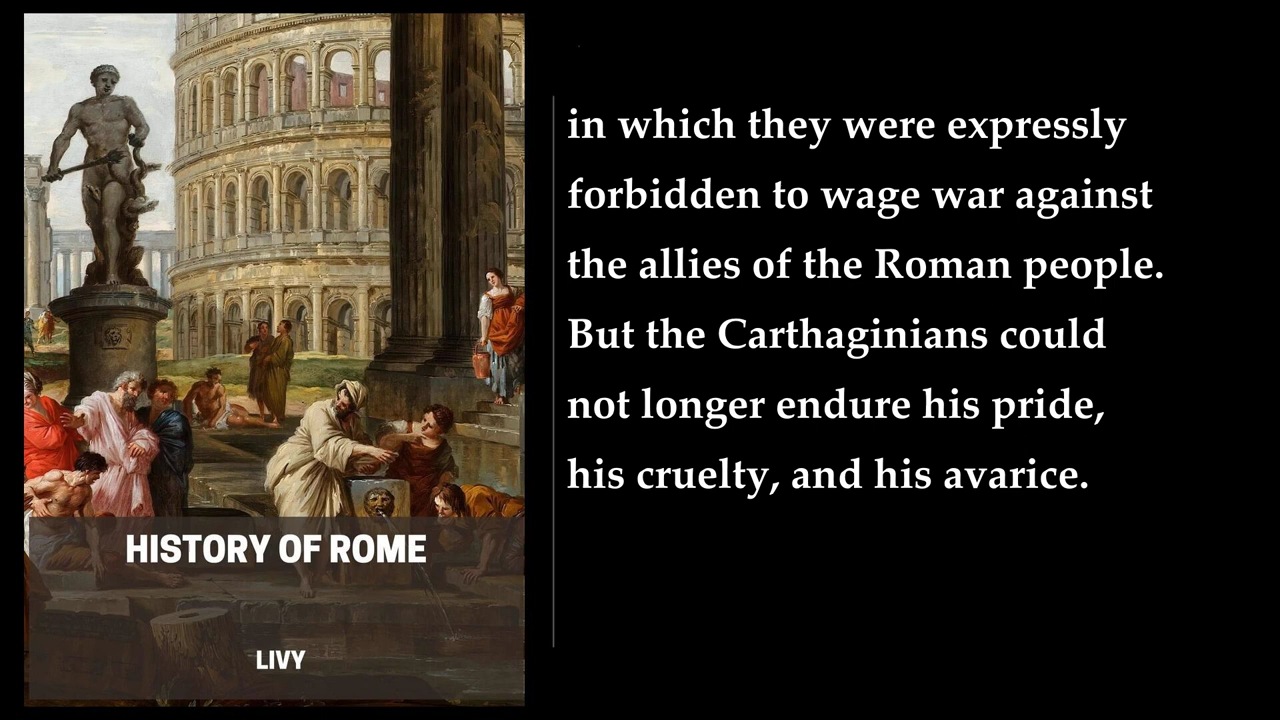 in which they were expressly
forbidden to wage war against
the allies of the Roman people.
But the Carthaginians could
not longer endure his pride,
his cruelty, and his avarice.
HISTORY OF ROME
LIVY